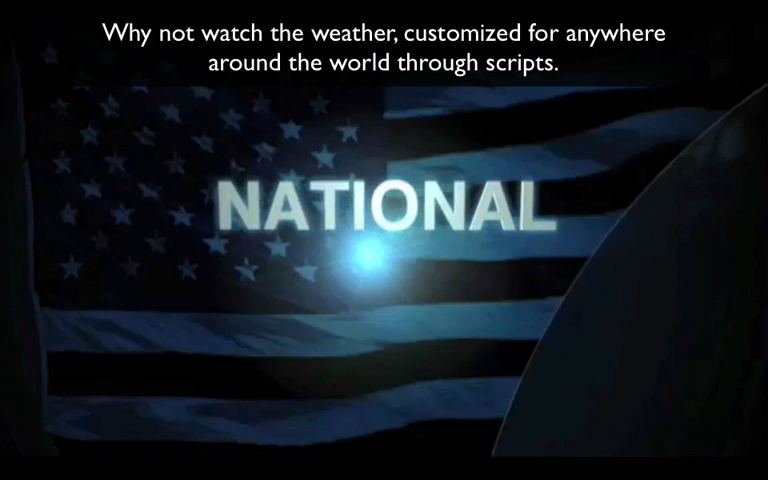 Why not watch the weather, customized for anywhere
around the world through scripts.
NATIONAL